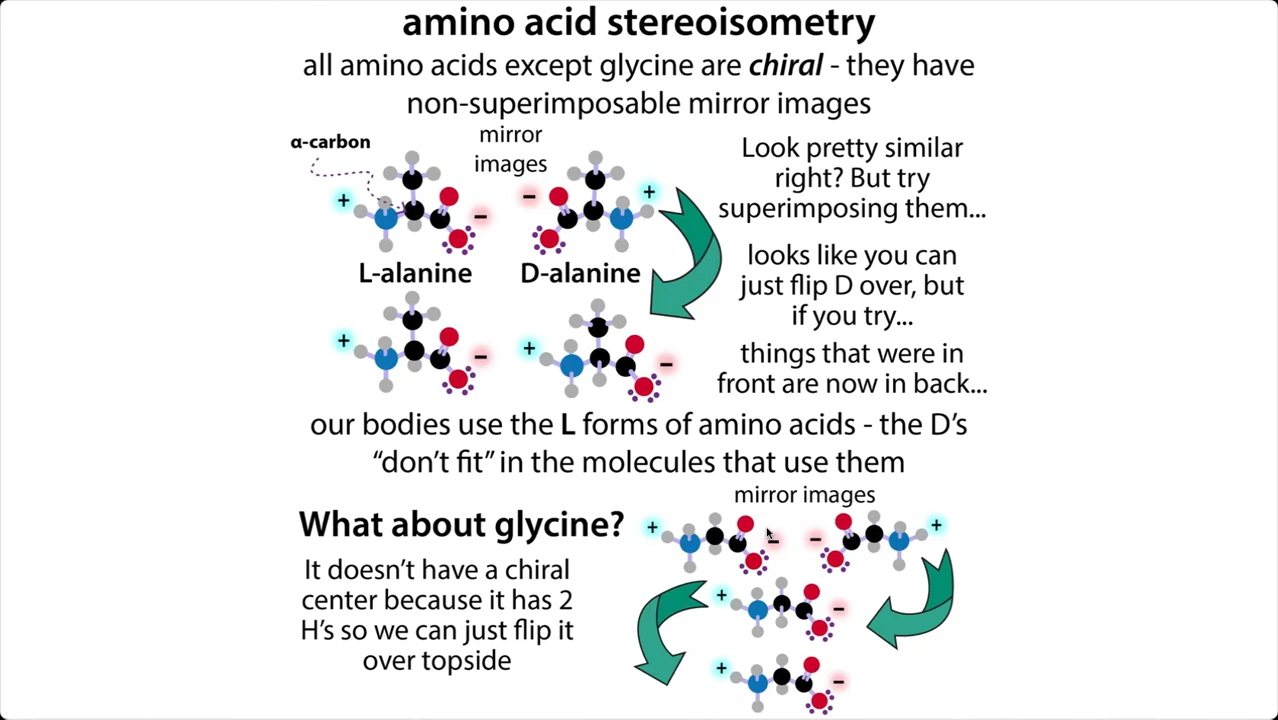 amino acid stereoisometry
all amino acids except glycine are chiral - they have
non-superimposable mirror images
α-carbon
mirror
images
+
-
-
+
L-alanine
D-alanine
Look pretty similar
right? But try
superimposing them...
looks like you can
just flip D over, but
if you try...
+
-
+
-
things that were in
front are now in back...
our bodies use the L forms of amino acids - the D's
“don't fit” in the molecules that use them
What about glycine?
It doesn't have a chiral
center because it has 2
H's so we can just flip it
over topside
mirror images
+
-
-
+
+
-
+
-